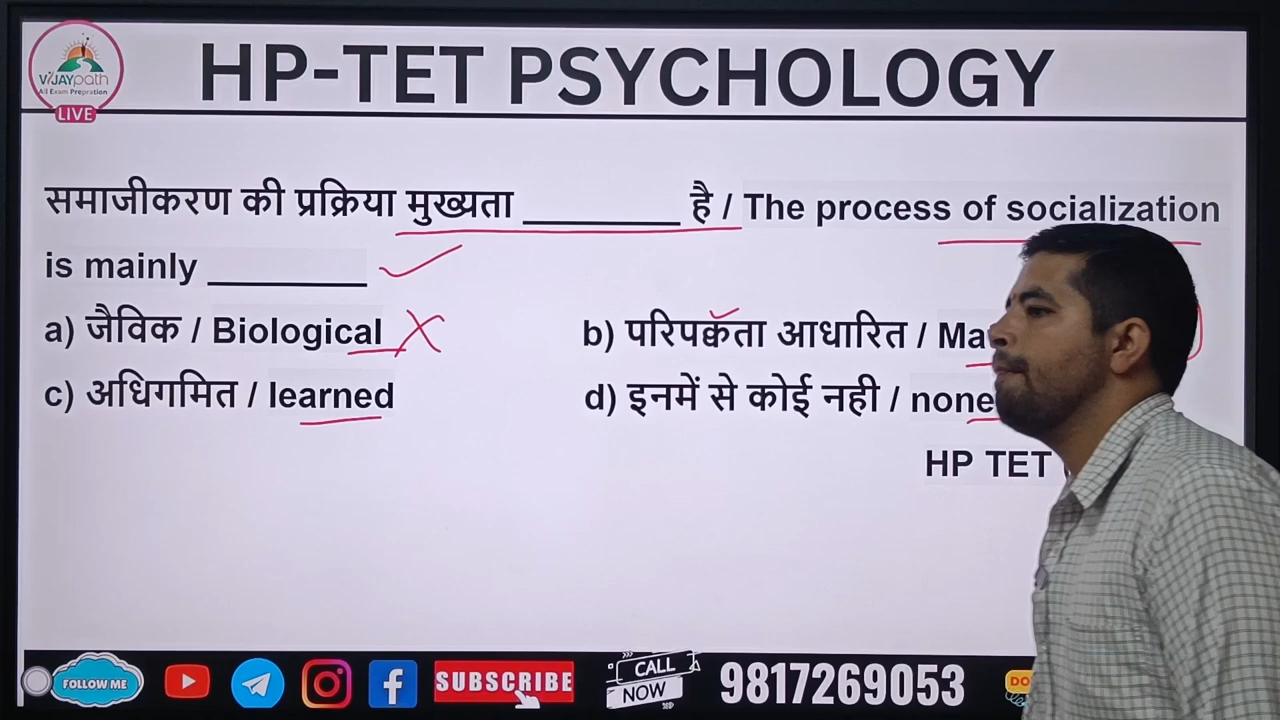 VIJAYpath
All Exam Prepration
LIVE
HP-TET PSYCHOLOGY
समाजीकरण की प्रक्रिया मुख्यता ________ है / The process of socialization
is mainly ________
a) जैविक / Biological
b) परिपक्वता आधारित /
c) अधिगमित / learned
d) इनमें से कोई नही / none
HP TET
FOLLOW ME
SUBSCRIBE
CALL
NOW
9817269053